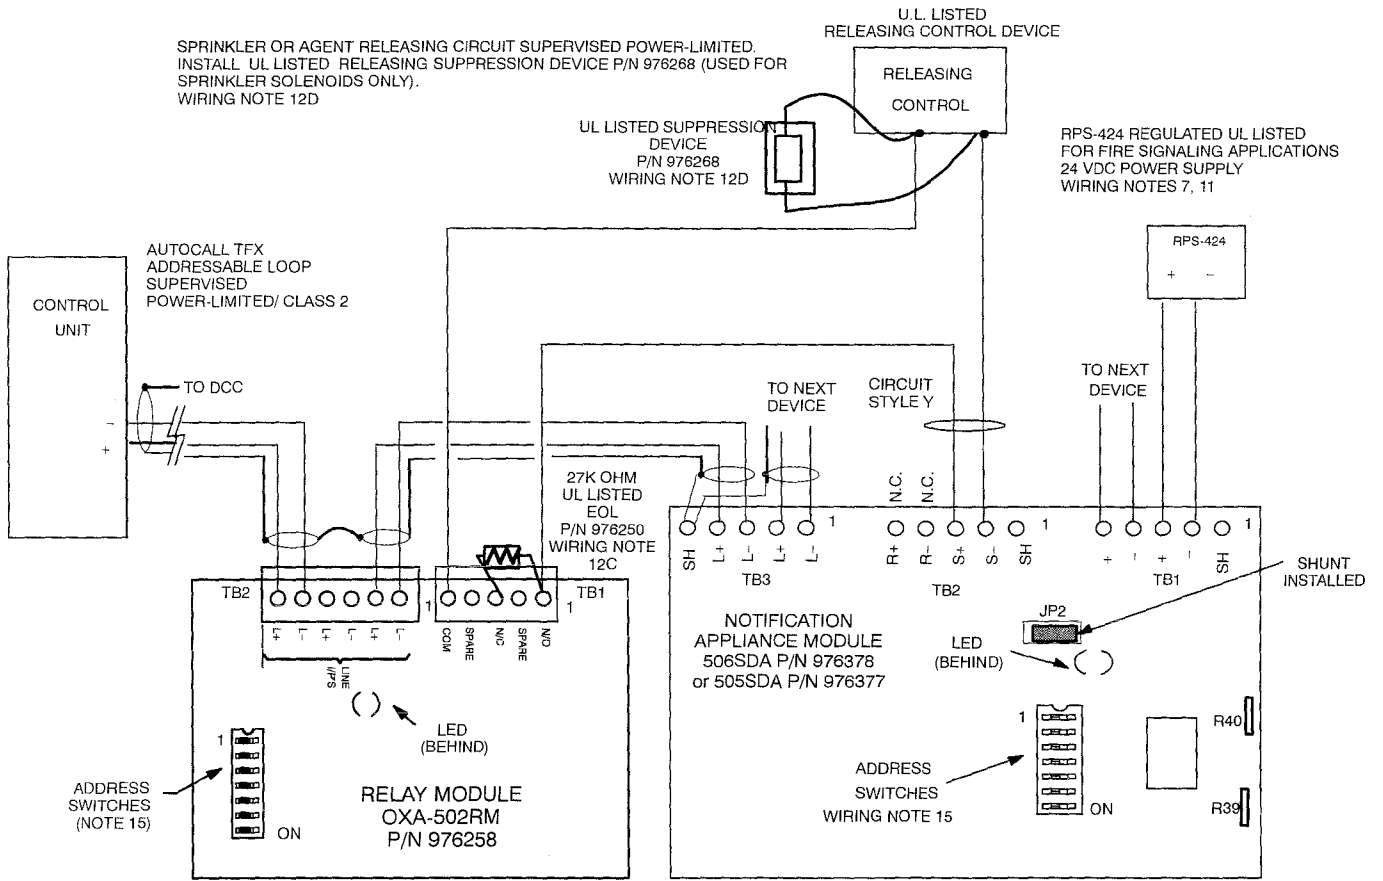 U.L. LISTED
RELEASING CONTROL DEVICE
SPRINKLER OR AGENT RELEASING CIRCUIT SUPERVISED POWER-LIMITED.
INSTALL UL LISTED RELEASING SUPPRESSION DEVICE P/N 976268 (USED FOR
SPRINKLER SOLENOIDS ONLY).
WIRING NOTE 12D
RELEASING
CONTROL
UL LISTED SUPPRESSION
DEVICE
P/N 976268
WIRING NOTE 12D
RPS-424 REGULATED UL LISTED
FOR FIRE SIGNALING APPLICATIONS
24 VDC POWER SUPPLY
WIRING NOTES 7, 11
RPS-424
+ −
AUTOCALL TFX
ADDRESSABLE LOOP
SUPERVISED
POWER-LIMITED/ CLASS 2
CONTROL
UNIT
−
+
TO DCC
TO NEXT
DEVICE
CIRCUIT
STYLE Y
TO NEXT
DEVICE
27K OHM
UL LISTED
EOL
P/N 976250
WIRING NOTE
12C
N.C. N.C.
1 1 1
SH L+ L- L+ L-
R+ R- S+ S- SH
+ − + − SH
TB3 TB2 TB1
SHUNT
INSTALLED
JP2
LED
(BEHIND)
NOTIFICATION
APPLIANCE MODULE
506SDA P/N 976378
or 505SDA P/N 976377
TB2 1 1 TB1
L+ L- L+ L- L+ L-
COM SPARE N/C SPARE N/O
LINE
I/PS
LED
(BEHIND)
1
ADDRESS
SWITCHES
(NOTE 15)
ON
RELAY MODULE
OXA-502RM
P/N 976258
1
ADDRESS
SWITCHES
WIRING NOTE 15
ON
R40
R39